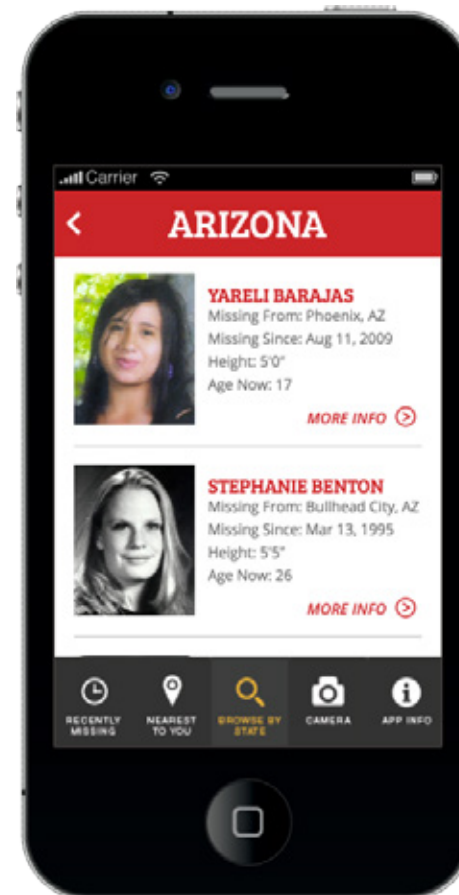 Carrier
ARIZONA
YARELI BARAJAS
Missing From: Phoenix, AZ
Missing Since: Aug 11, 2009
Height: 5'0"
Age Now: 17
MORE INFO
STEPHANIE BENTON
Missing From: Bullhead City, AZ
Missing Since: Mar 13, 1995
Height: 5'5"
Age Now: 26
MORE INFO
RECENTLY
MISSING
NEAREST
TO YOU
BROWSE BY
STATE
CAMERA
APP INFO